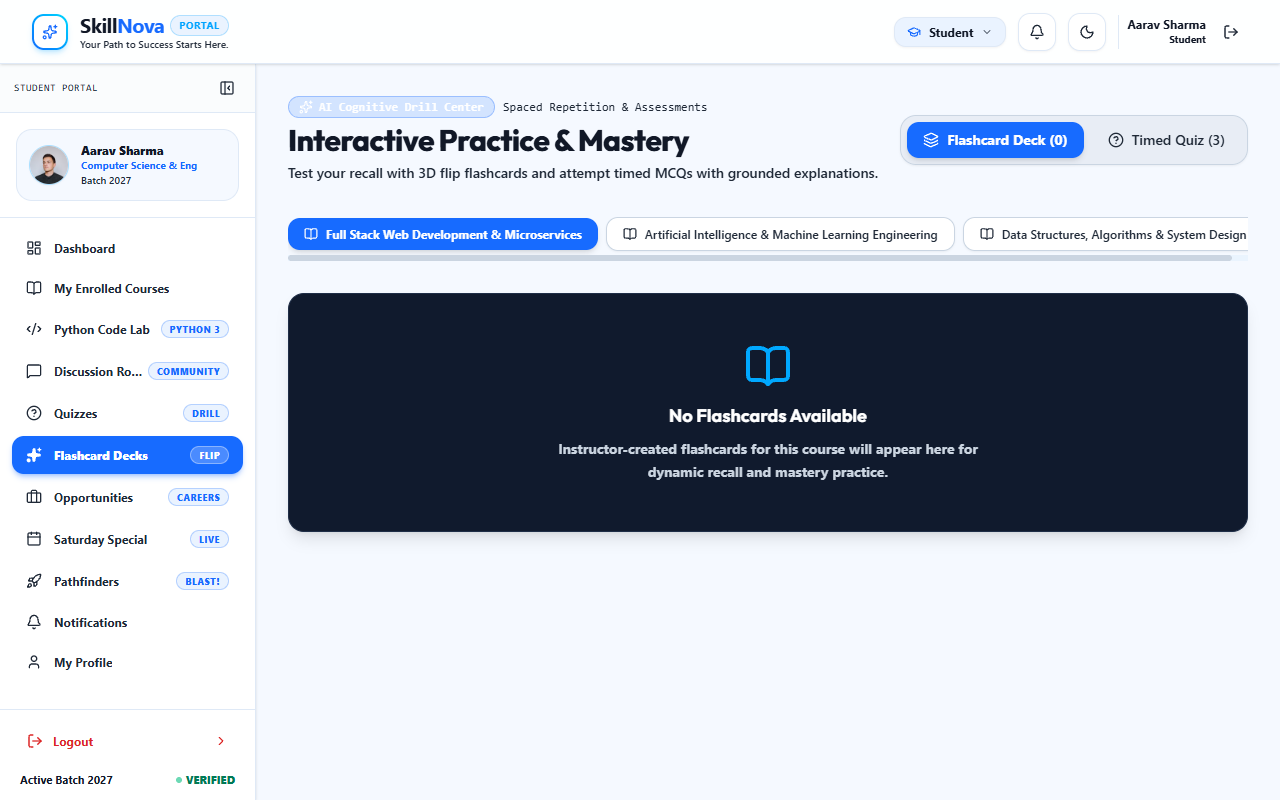 SkillNova PORTAL
Your Path to Success Starts Here.
Student
Aarav Sharma
Student
STUDENT PORTAL
Aarav Sharma
Computer Science & Eng
Batch 2027
Dashboard
My Enrolled Courses
Python Code Lab PYTHON 3
Discussion Ro... COMMUNITY
Quizzes DRILL
Flashcard Decks FLIP
Opportunities CAREERS
Saturday Special LIVE
Pathfinders BLAST!
Notifications
My Profile
Logout
Active Batch 2027 VERIFIED
AI Cognitive Drill Center Spaced Repetition & Assessments
Interactive Practice & Mastery
Test your recall with 3D flip flashcards and attempt timed MCQs with grounded explanations.
Flashcard Deck (0) Timed Quiz (3)
Full Stack Web Development & Microservices Artificial Intelligence & Machine Learning Engineering Data Structures, Algorithms & System Design
No Flashcards Available
Instructor-created flashcards for this course will appear here for
dynamic recall and mastery practice.